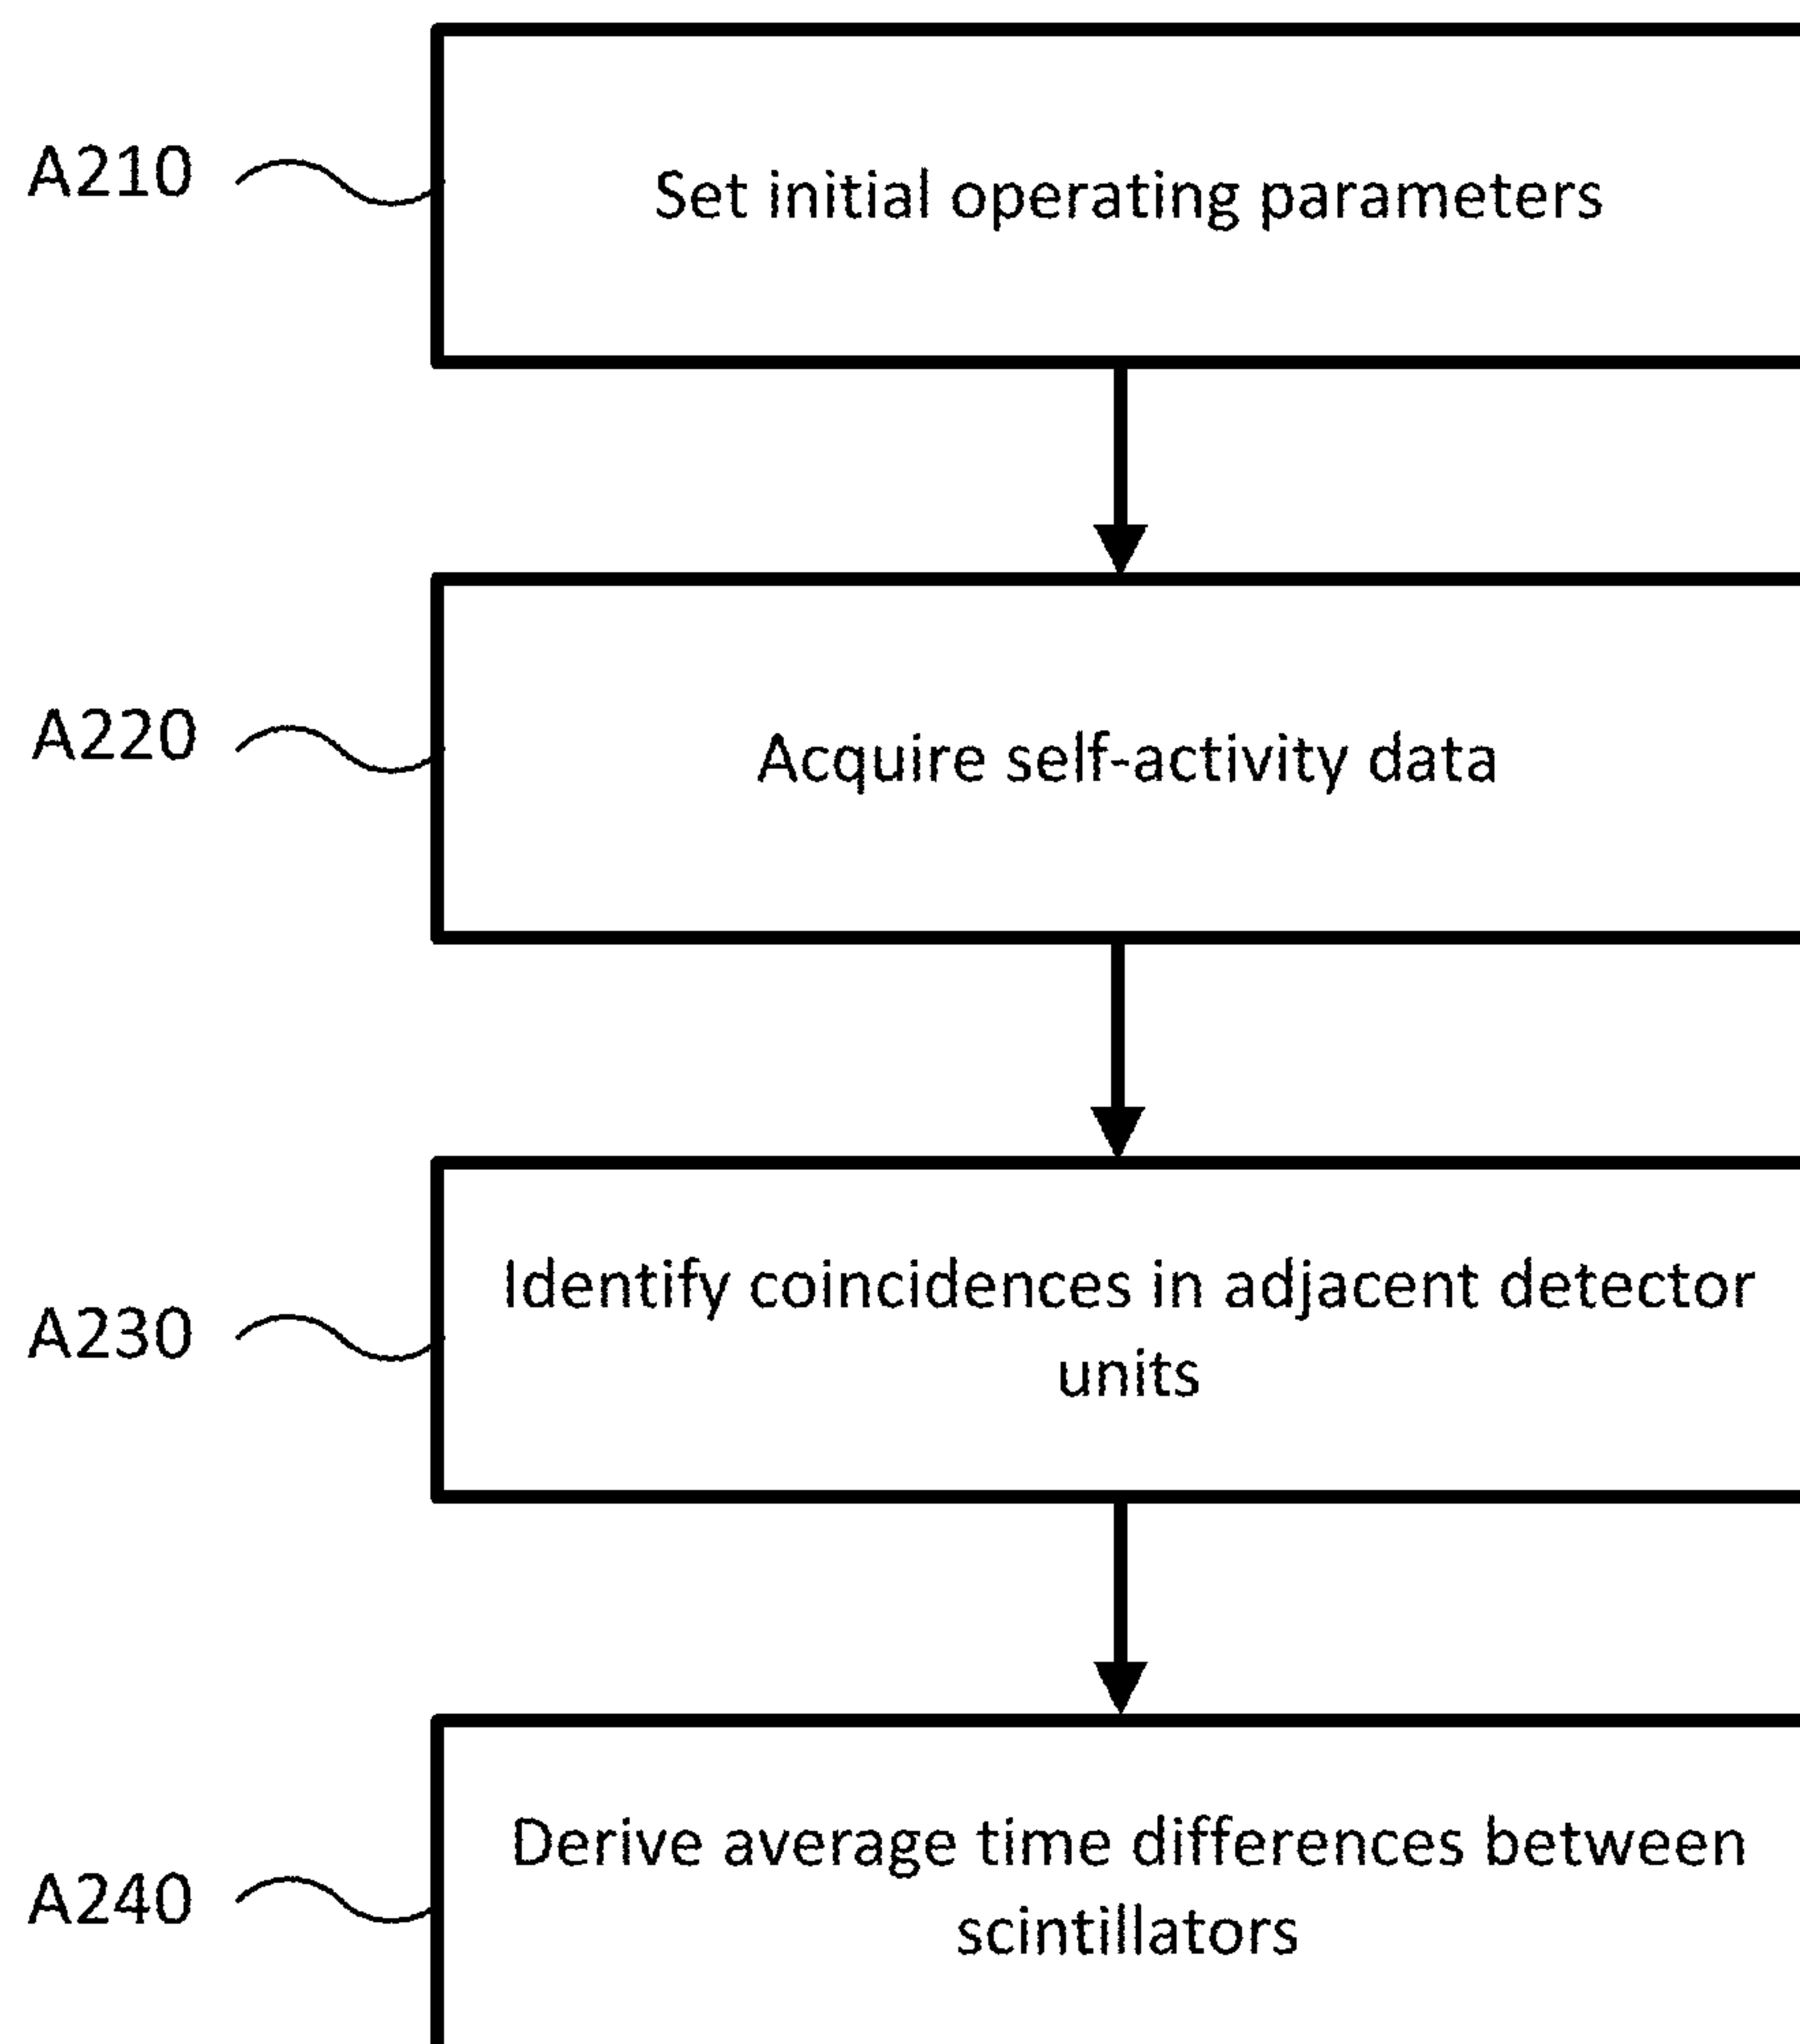 A210
Set initial operating parameters
A220
Acquire self-activity data
A230
Identify coincidences in adjacent detector
units
A240
Derive average time differences between
scintillators